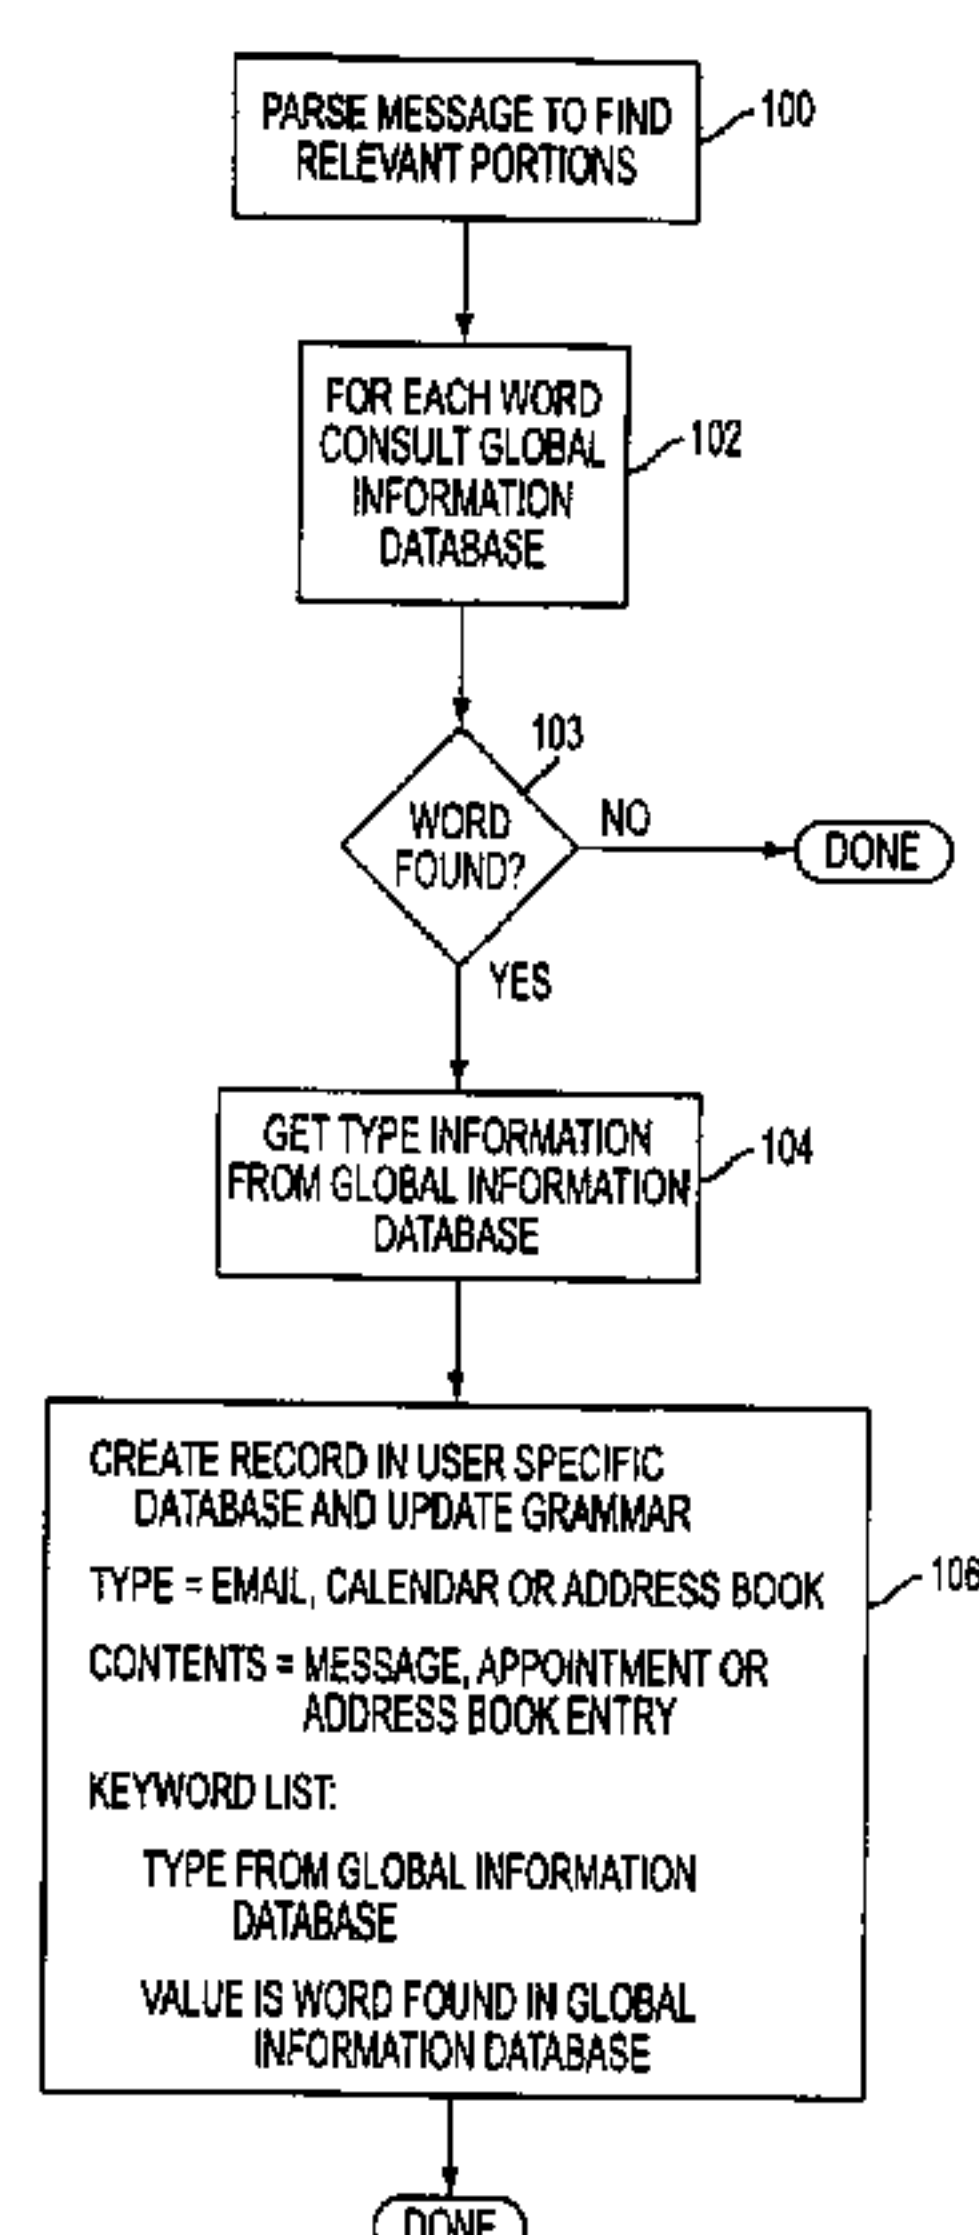 PARSE MESSAGE TO FIND
RELEVANT PORTIONS
100
FOR EACH WORD
CONSULT GLOBAL
INFORMATION
DATABASE
102
103
WORD
FOUND?
NO
DONE
YES
GET TYPE INFORMATION
FROM GLOBAL INFORMATION
DATABASE
104
CREATE RECORD IN USER SPECIFIC
DATABASE AND UPDATE GRAMMAR
TYPE = EMAIL, CALENDAR OR ADDRESS BOOK
106
CONTENTS = MESSAGE, APPOINTMENT OR
ADDRESS BOOK ENTRY
KEYWORD LIST:
TYPE FROM GLOBAL INFORMATION
DATABASE
VALUE IS WORD FOUND IN GLOBAL
INFORMATION DATABASE
DONE